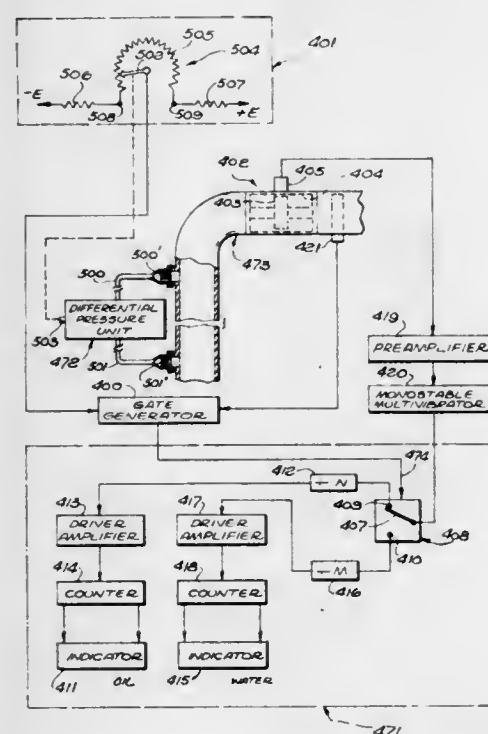 505
503'
504
401
506
507
-E
508
509
+E
402
405
404
403
500
500'
473
421
DIFFERENTIAL
PRESSURE
UNIT
503
472
501
501'
419
PREAMPLIFIER
400
GATE
GENERATOR
420
MONOSTABLE
MULTIVIBRATOR
474
412
÷ N
409
407
413
417
408
DRIVER
AMPLIFIER
DRIVER
AMPLIFIER
410
414
418
÷ M
416
COUNTER
COUNTER
INDICATOR
INDICATOR
411
OIL
415
WATER
471